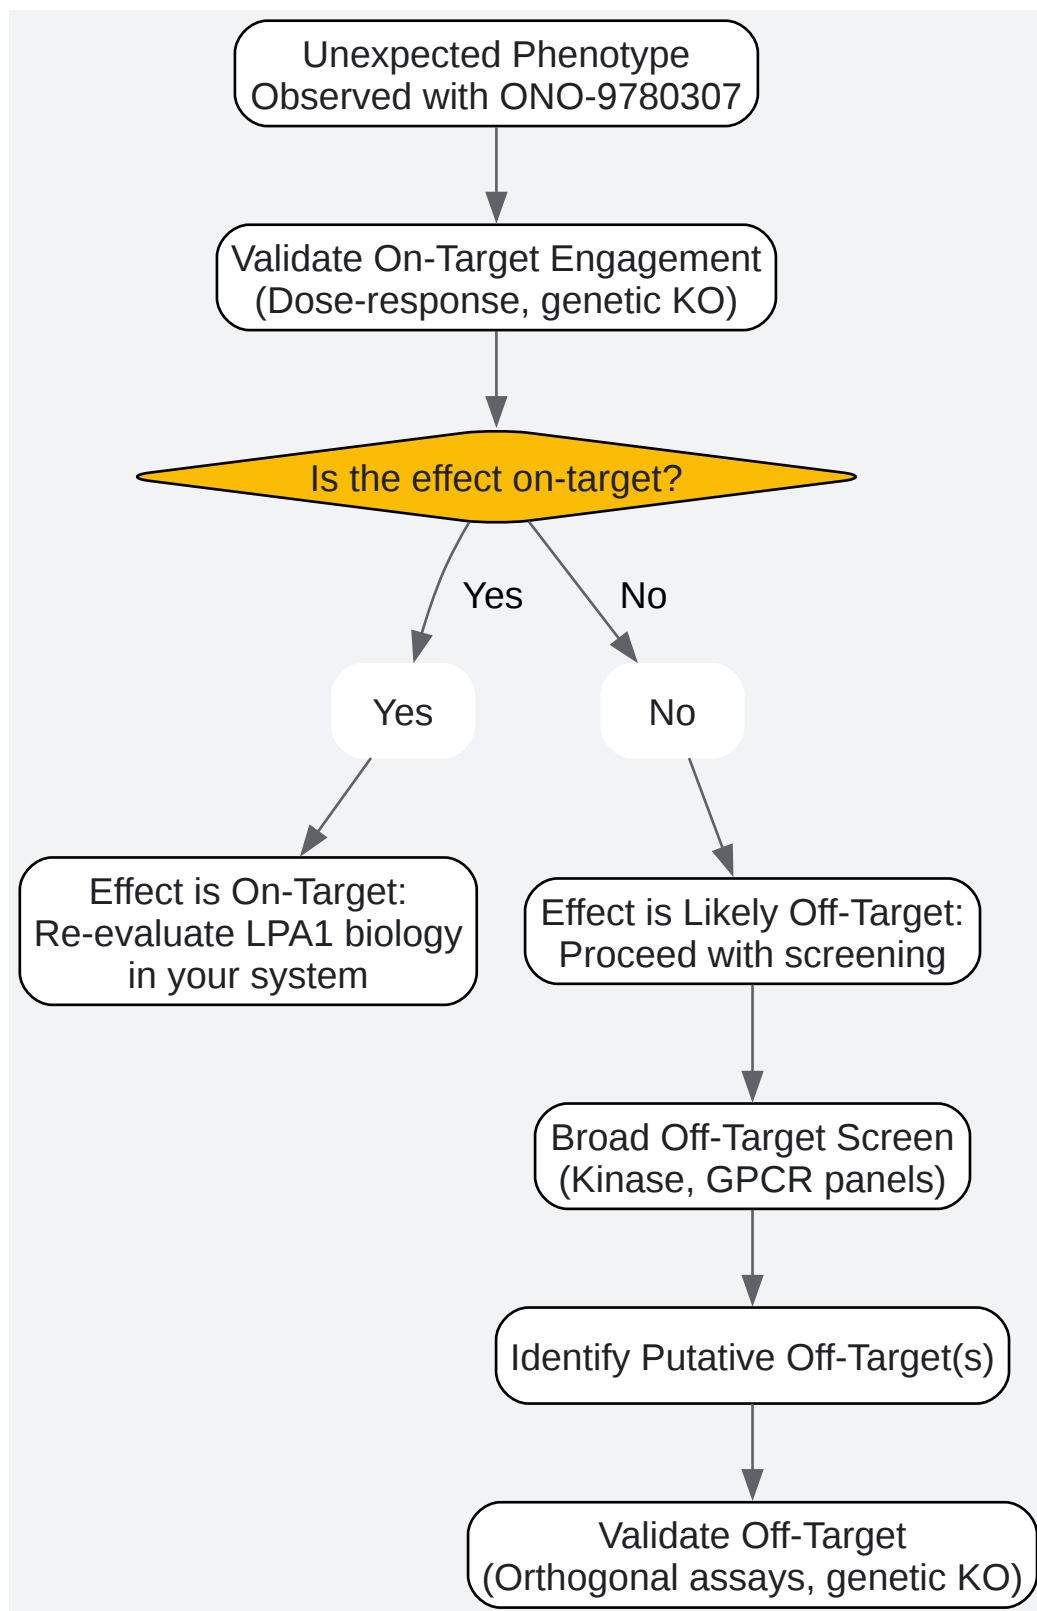 Unexpected Phenotype
Observed with ONO-9780307
Validate On-Target Engagement
(Dose-response, genetic KO)
Is the effect on-target?
Yes
No
Yes
No
Effect is On-Target:
Re-evaluate LPA1 biology
in your system
Effect is Likely Off-Target:
Proceed with screening
Broad Off-Target Screen
(Kinase, GPCR panels)
Identify Putative Off-Target(s)
Validate Off-Target
(Orthogonal assays, genetic KO)